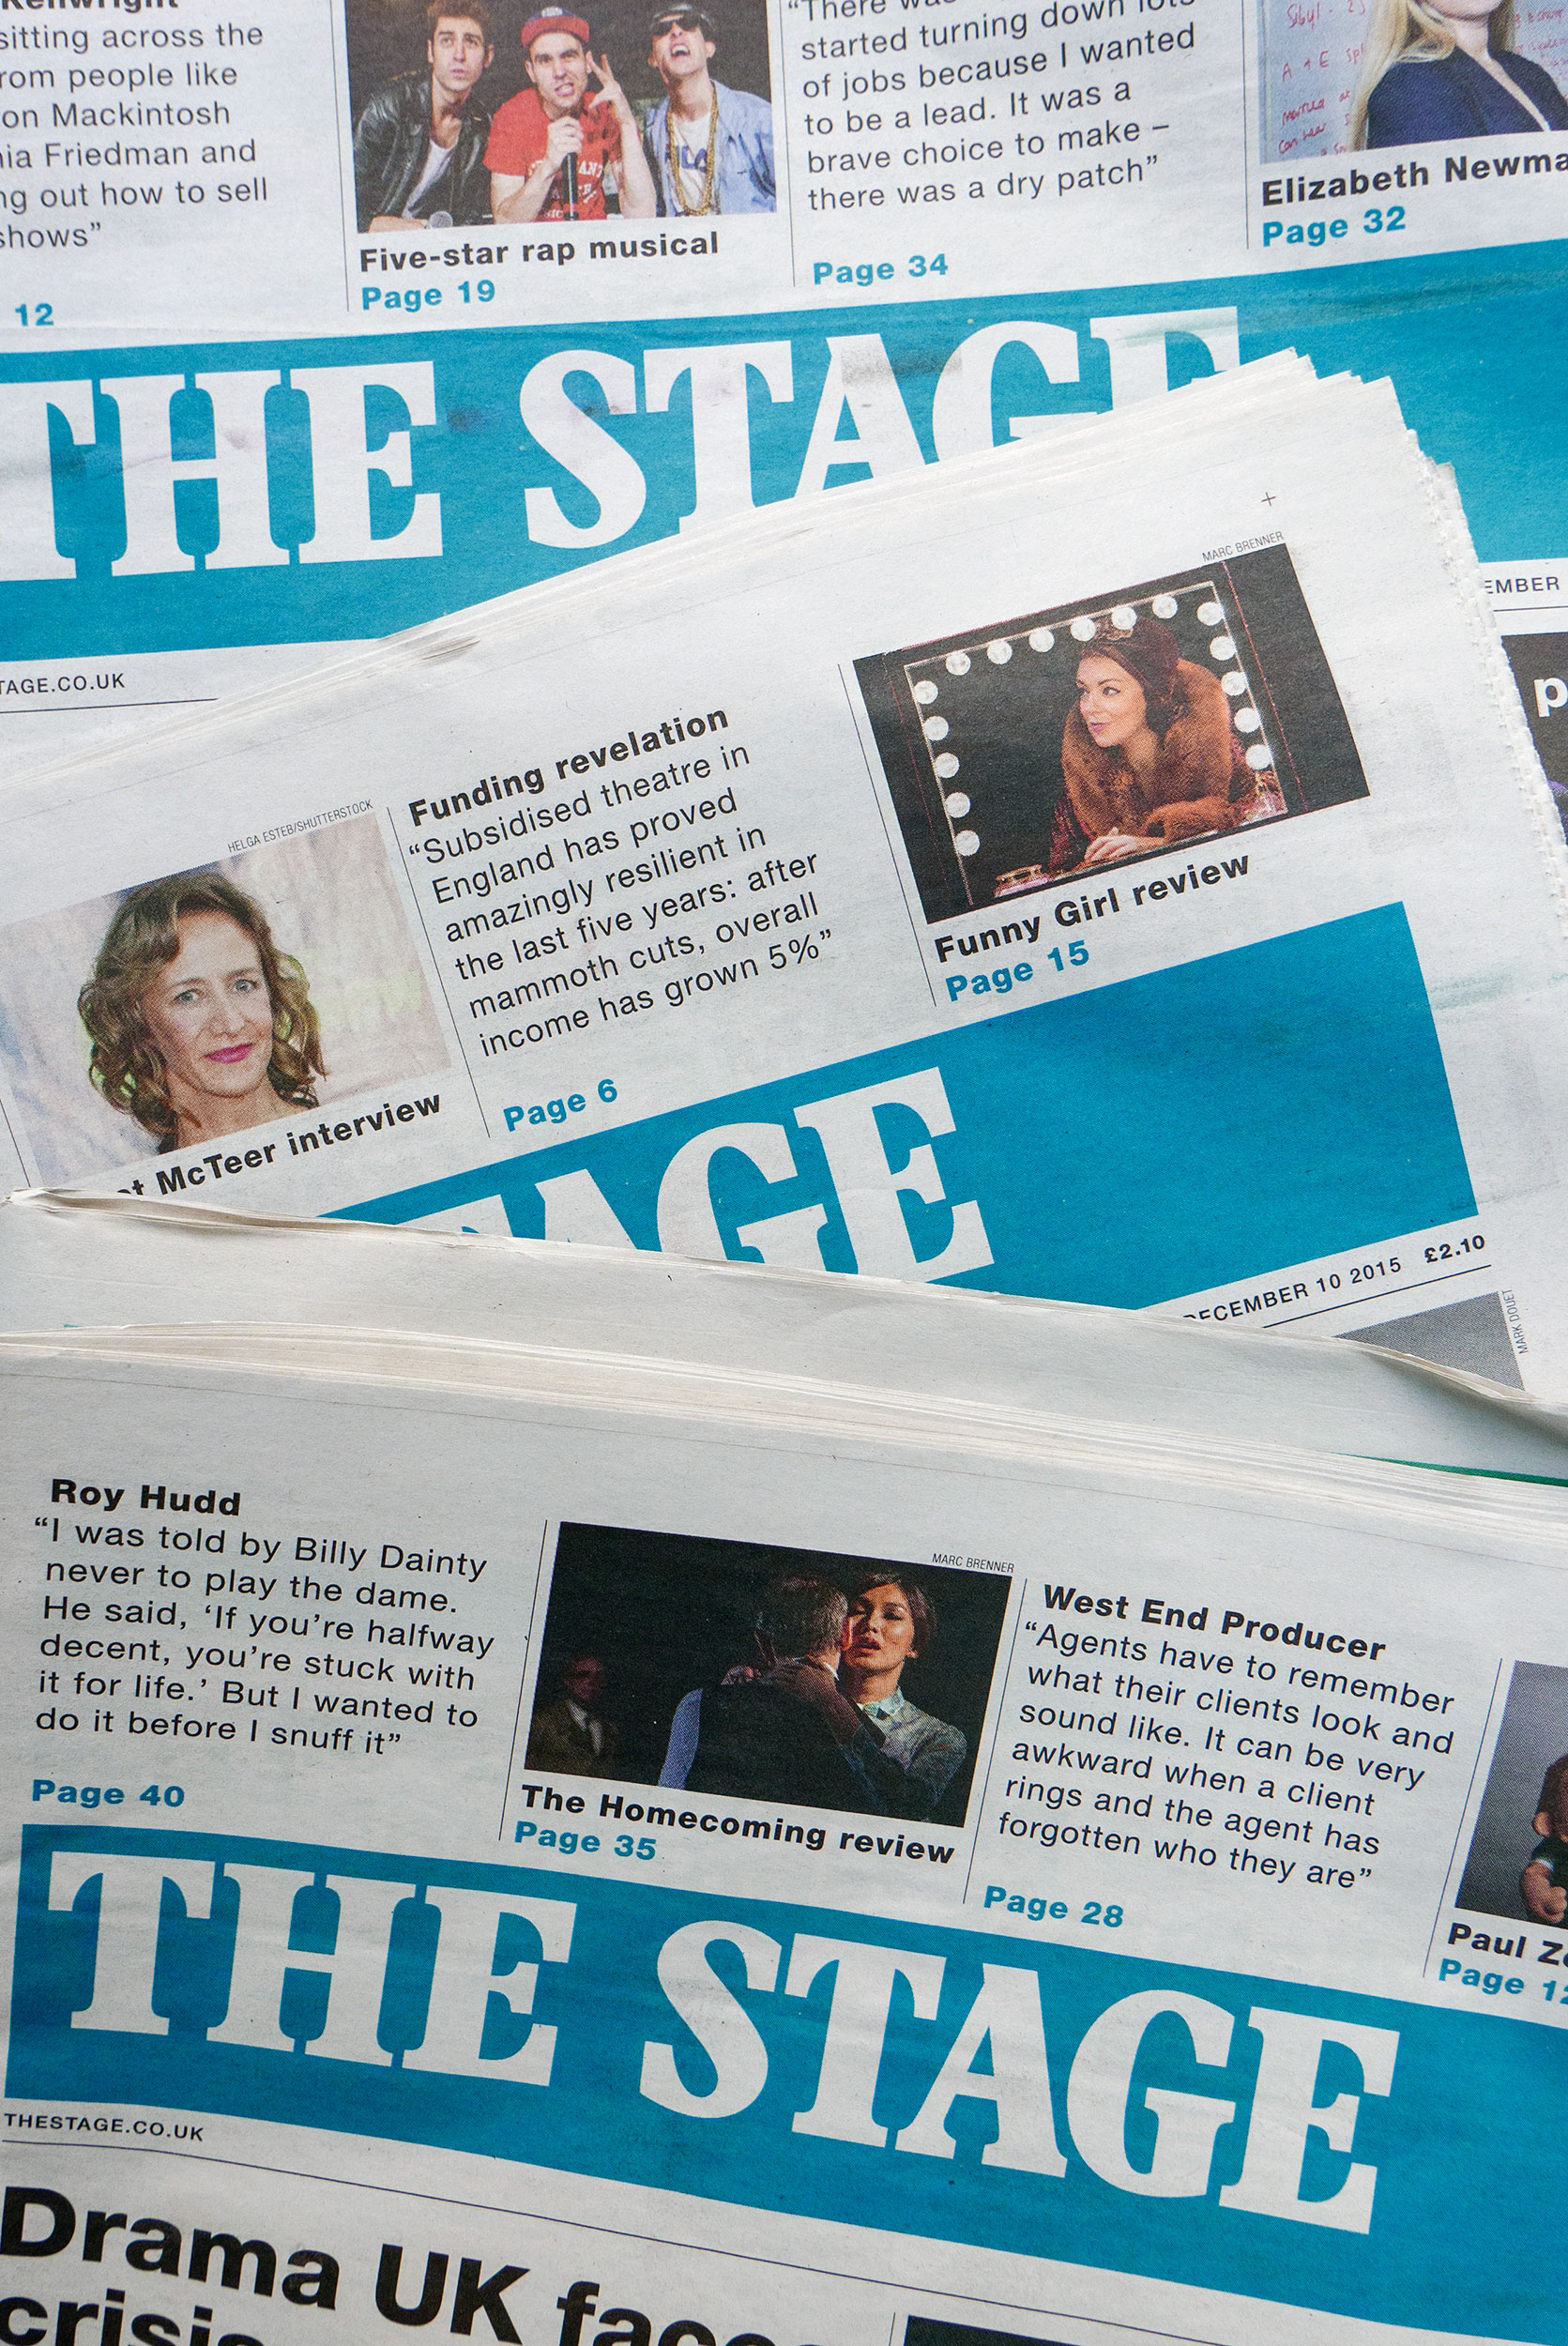 sitting across the
from people like
on Mackintosh
nia Friedman and
ng out how to sell
shows”
12
Five-star rap musical
Page 19
“There
started turning down lots
of jobs because I wanted
to be a lead. It was a
brave choice to make –
there was a dry patch”
Page 34
Sibyl -
Elizabeth Newma
Page 32
THE STAGE
TAGE.CO.UK
EMBER
p
HELGA ESTEB/SHUTTERSTOCK
McTeer interview
Funding revelation
“Subsidised theatre in
England has proved
amazingly resilient in
the last five years: after
mammoth cuts, overall
income has grown 5%”
Page 6
MARC BRENNER
Funny Girl review
Page 15
STAGE
DECEMBER 10 2015 £2.10
MARK DOUET
Roy Hudd
“I was told by Billy Dainty
never to play the dame.
He said, ‘If you’re halfway
decent, you’re stuck with
it for life.’ But I wanted to
do it before I snuff it”
Page 40
MARC BRENNER
The Homecoming review
Page 35
West End Producer
“Agents have to remember
what their clients look and
sound like. It can be very
awkward when a client
rings and the agent has
forgotten who they are”
Page 28
Paul Z
Page 12
THE STAGE
THESTAGE.CO.UK
Drama UK face
crisis